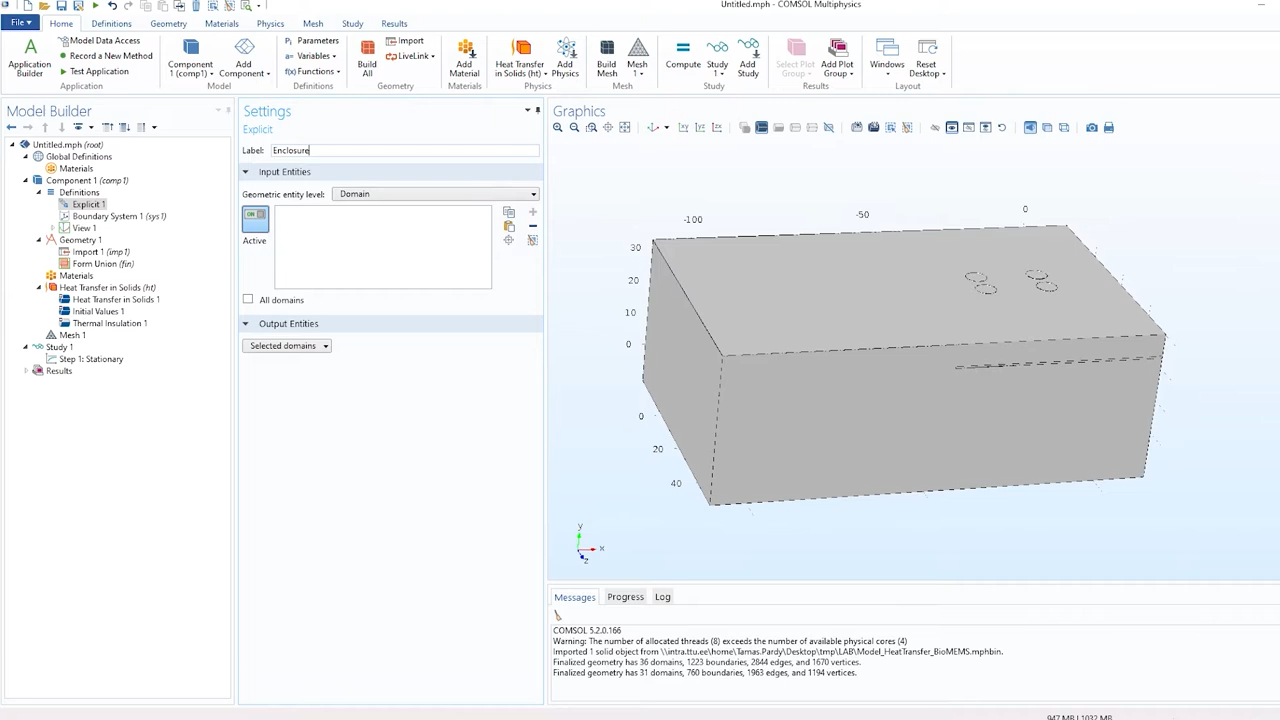 Untitled.mph - COMSOL Multiphysics
File Home Definitions Geometry Materials Physics Mesh Study Results
Application Builder
Model Data Access
Record a New Method
Test Application
Application
Component 1 (comp1)
Add Component
Model
Parameters
Variables
Functions
Definitions
Build All
Import
LiveLink
Geometry
Add Material
Materials
Heat Transfer in Solids (ht)
Add Physics
Physics
Build Mesh
Mesh 1
Mesh
Compute
Study 1
Add Study
Study
Select Plot Group
Add Plot Group
Results
Windows
Reset Desktop
Layout
Model Builder
Untitled.mph (root)
Global Definitions
Materials
Component 1 (comp1)
Definitions
Explicit 1
Boundary System 1 (sys1)
View 1
Geometry 1
Import 1 (imp1)
Form Union (fin)
Materials
Heat Transfer in Solids (ht)
Heat Transfer in Solids 1
Initial Values 1
Thermal Insulation 1
Mesh 1
Study 1
Step 1: Stationary
Results
Settings
Explicit
Label: Enclosure
Input Entities
Geometric entity level: Domain
ON
Active
All domains
Output Entities
Selected domains
Graphics
-100 -50 0
30
20
10
0
0
20
40
y
x
z
Messages Progress Log
COMSOL 5.2.0.166
Warning: The number of allocated threads (8) exceeds the number of available physical cores (4)
Imported 1 solid object from \\intra.ttu.ee\home\Tamas.Pardy\Desktop\tmp\LAB\Model_HeatTransfer_BioMEMS.mphbin.
Finalized geometry has 36 domains, 1223 boundaries, 2844 edges, and 1670 vertices.
Finalized geometry has 31 domains, 760 boundaries, 1963 edges, and 1194 vertices.
947 MB | 1032 MB